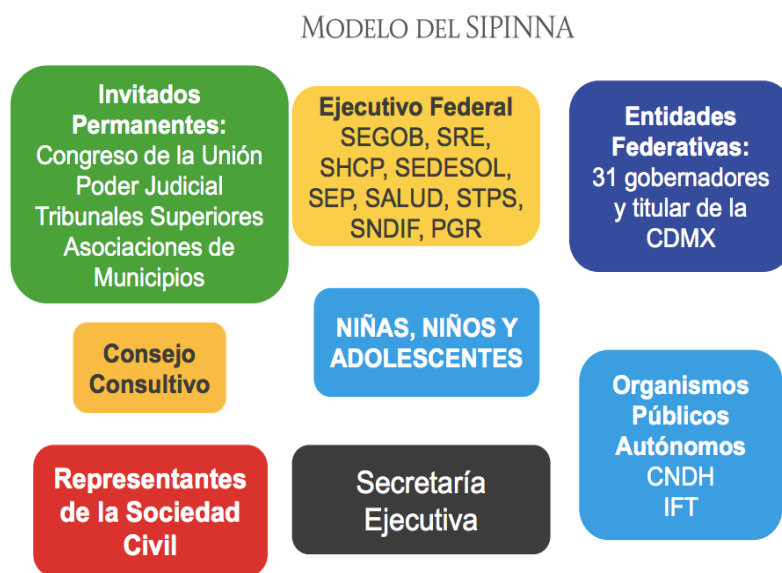 MODELO DEL SIPINNA
Invitados
Permanentes:
Congreso de la Unión
Poder Judicial
Tribunales Superiores
Asociaciones de
Municipios
Ejecutivo Federal
SEGOB, SRE,
SHCP, SEDESOL,
SEP, SALUD, STPS,
SNDIF, PGR
Entidades
Federativas:
31 gobernadores
y titular de la
CDMX
Consejo
Consultivo
NIÑAS, NIÑOS Y
ADOLESCENTES
Organismos
Públicos
Autónomos
CNDH
IFT
Representantes
de la Sociedad
Civil
Secretaría
Ejecutiva